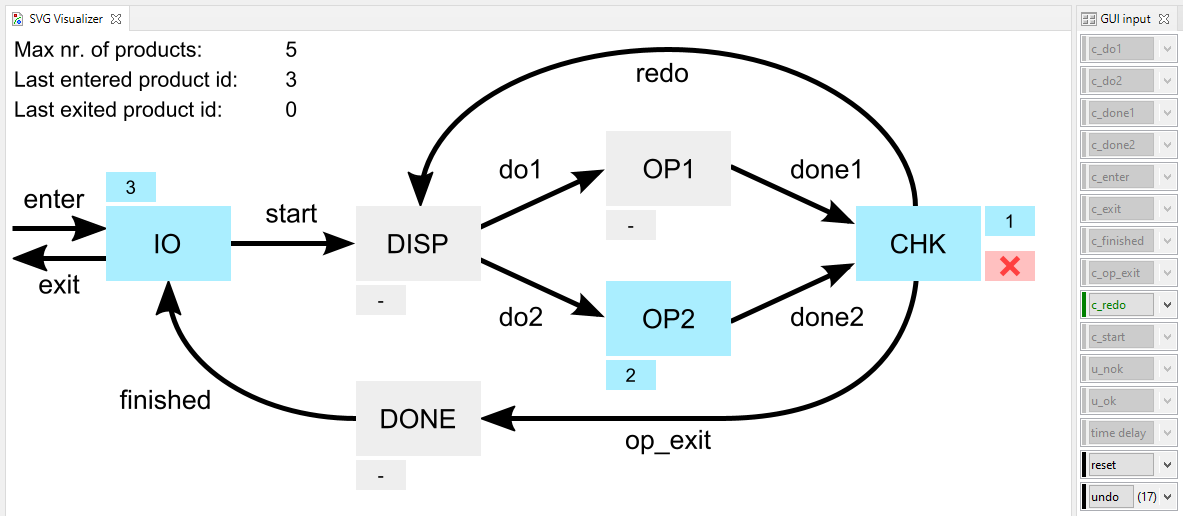 SVG Visualizer
GUI input
Max nr. of products: 5
Last entered product id: 3
Last exited product id: 0
redo
enter
3
IO
exit
start
DISP
-
do1
do2
OP1
-
OP2
2
done1
done2
CHK
1
finished
DONE
-
op_exit
c_do1
c_do2
c_done1
c_done2
c_enter
c_exit
c_finished
c_op_exit
c_redo
c_start
u_nok
u_ok
time delay
reset
undo (17)